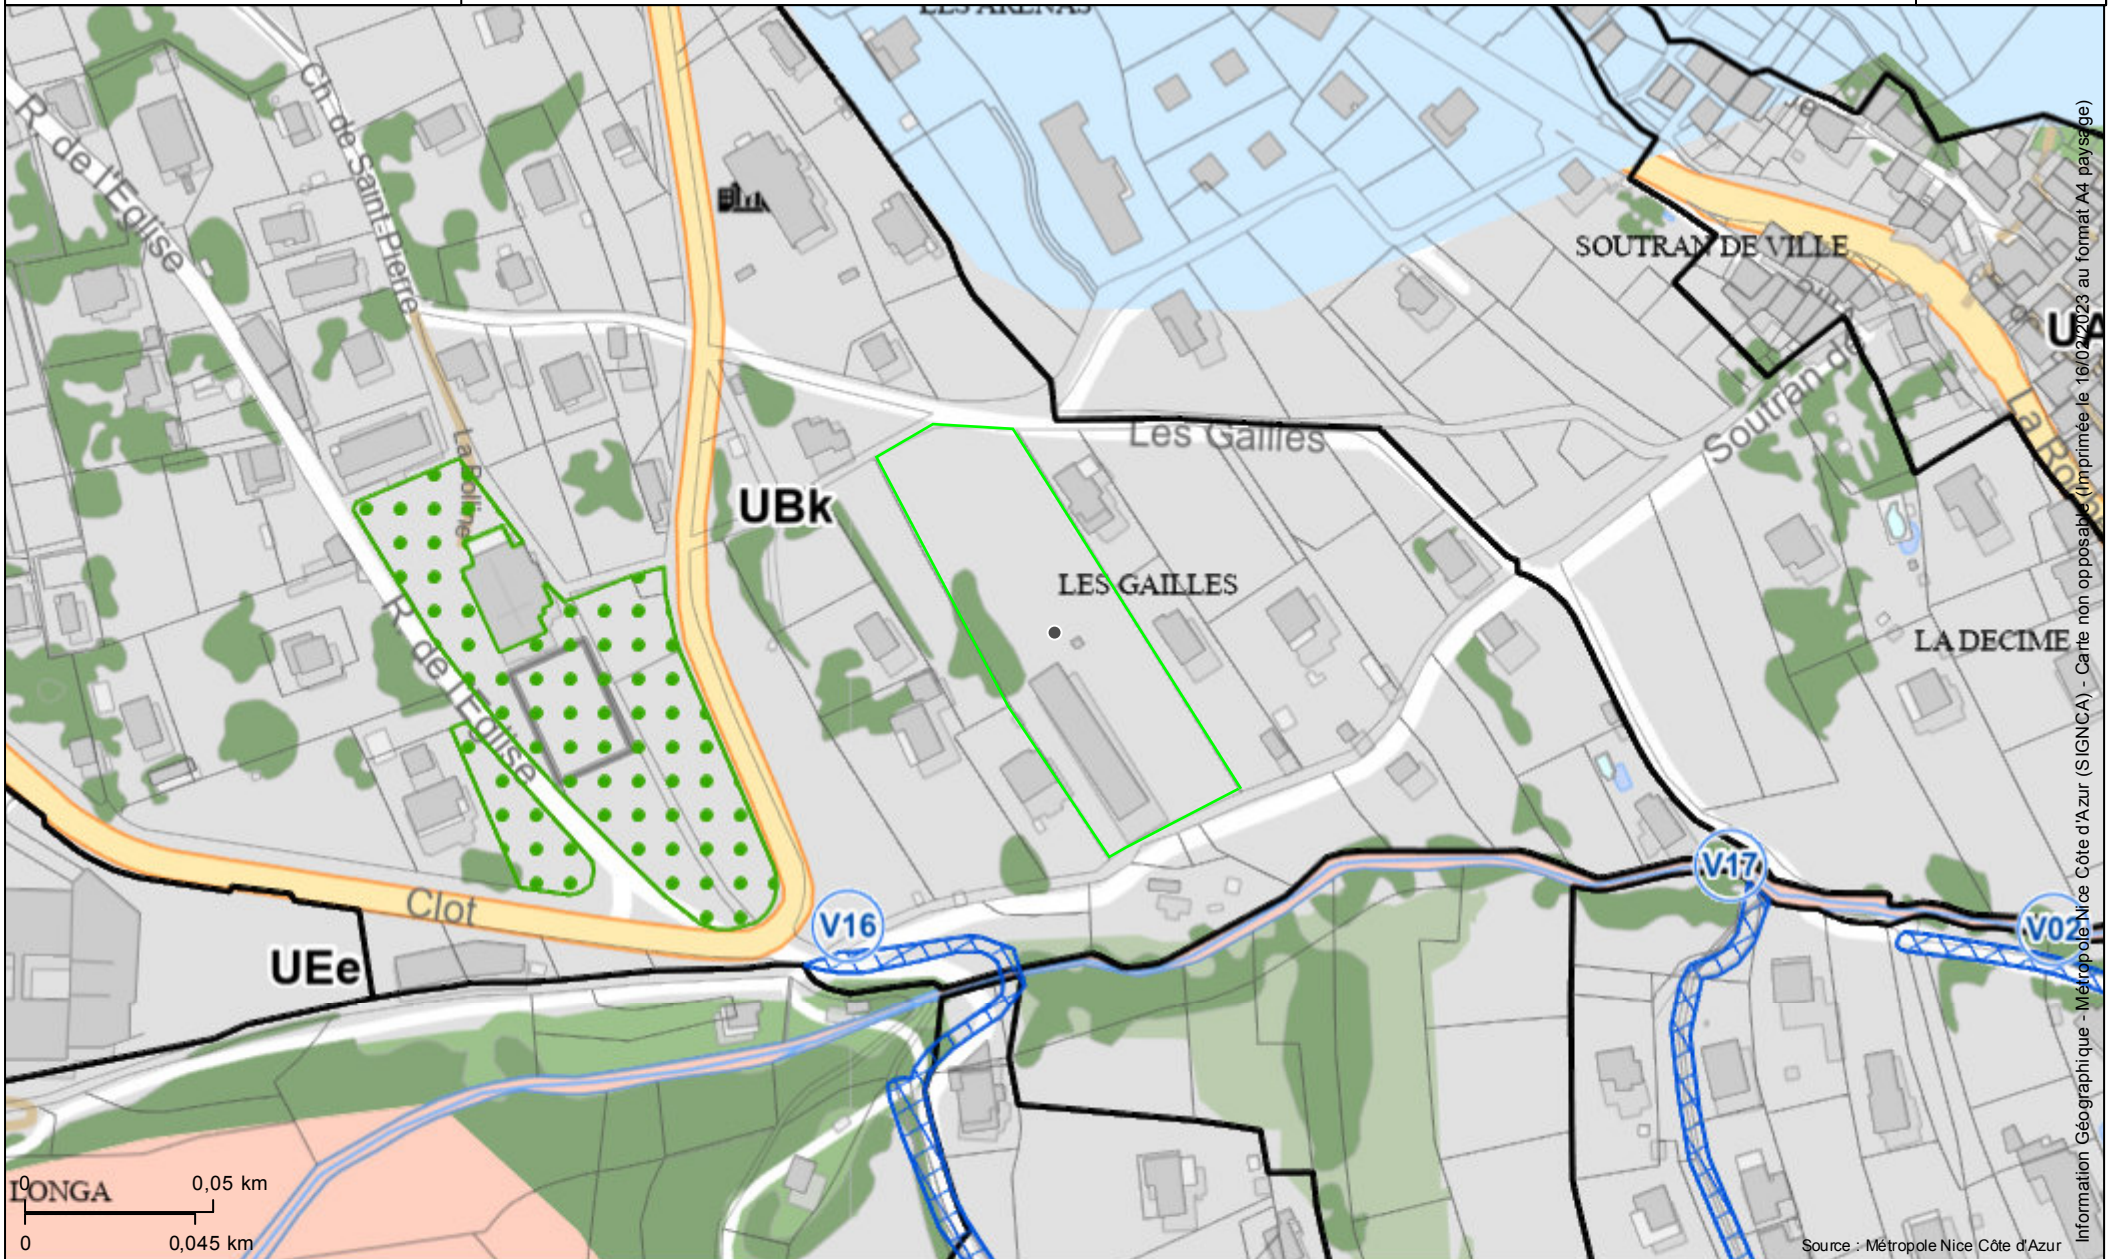 LES ARENAS
Ch. de Saint-Pierre
R. de l'Eglise
SOUTRAN DE VILLE
UA
Les Gailles
Soutran de
La Bolline
UBk
LES GAILLES
R. de l'Eglise
LA DECIME
V17
Clot
V16
V02
UEe
LONGA
0 0,05 km
0 0,045 km
Source : Métropole Nice Côte d'Azur
Information Géographique - Métropole Nice Côte d'Azur (SIGNCA) - Carte non opposable (Imprimée le 16/02/2023 au format A4 paysage)